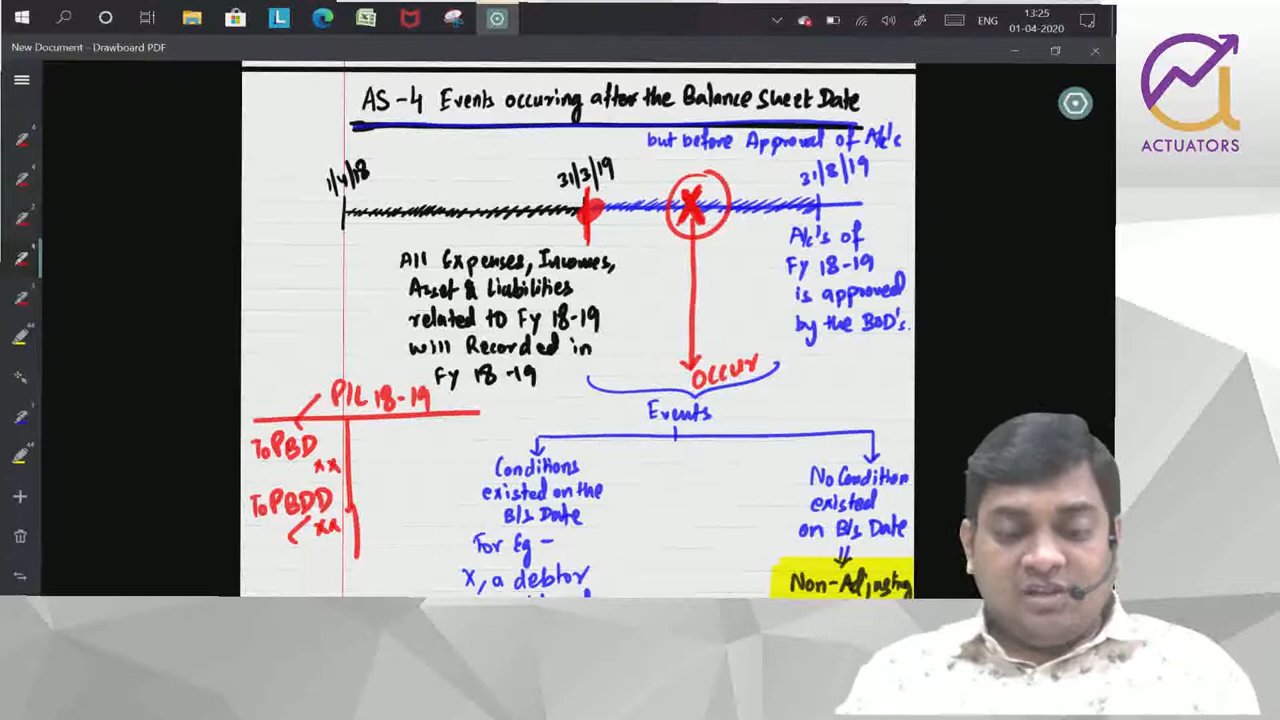 13:25
ENG
01-04-2020
New Document - Drawboard PDF
ACTUATORS
AS-4 Events occuring after the Balance Sheet Date
but before Approval of A/c's
1/4/18
31/3/19
31/8/19
All Expenses, Incomes,
Asset & Liabilities
related to Fy 18-19
will Recorded in
Fy 18-19
A/c's of
Fy 18-19
is approved
by the BOD's.
Occur
P/L 18-19
To PBD
xx
To PBDD
xx
Events
Conditions
existed on the
B/s Date
For Eg -
X, a debtor
No Condition
existed
on B/s Date
Non-Adjusting